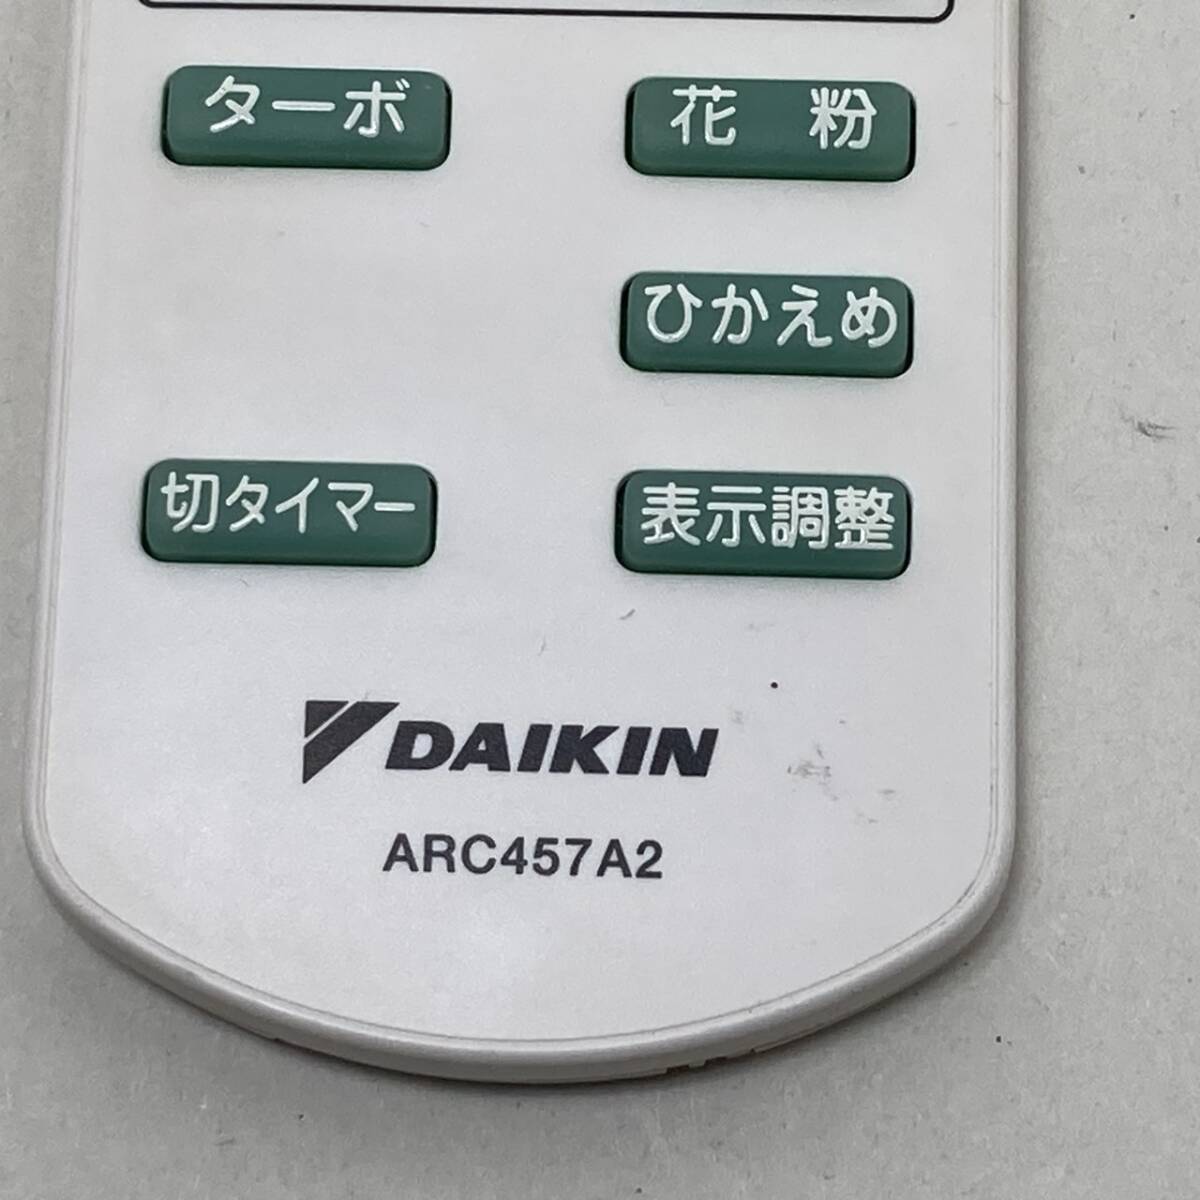 ターボ
花 粉
ひかえめ
切タイマー
表示調整
DAIKIN
ARC457A2